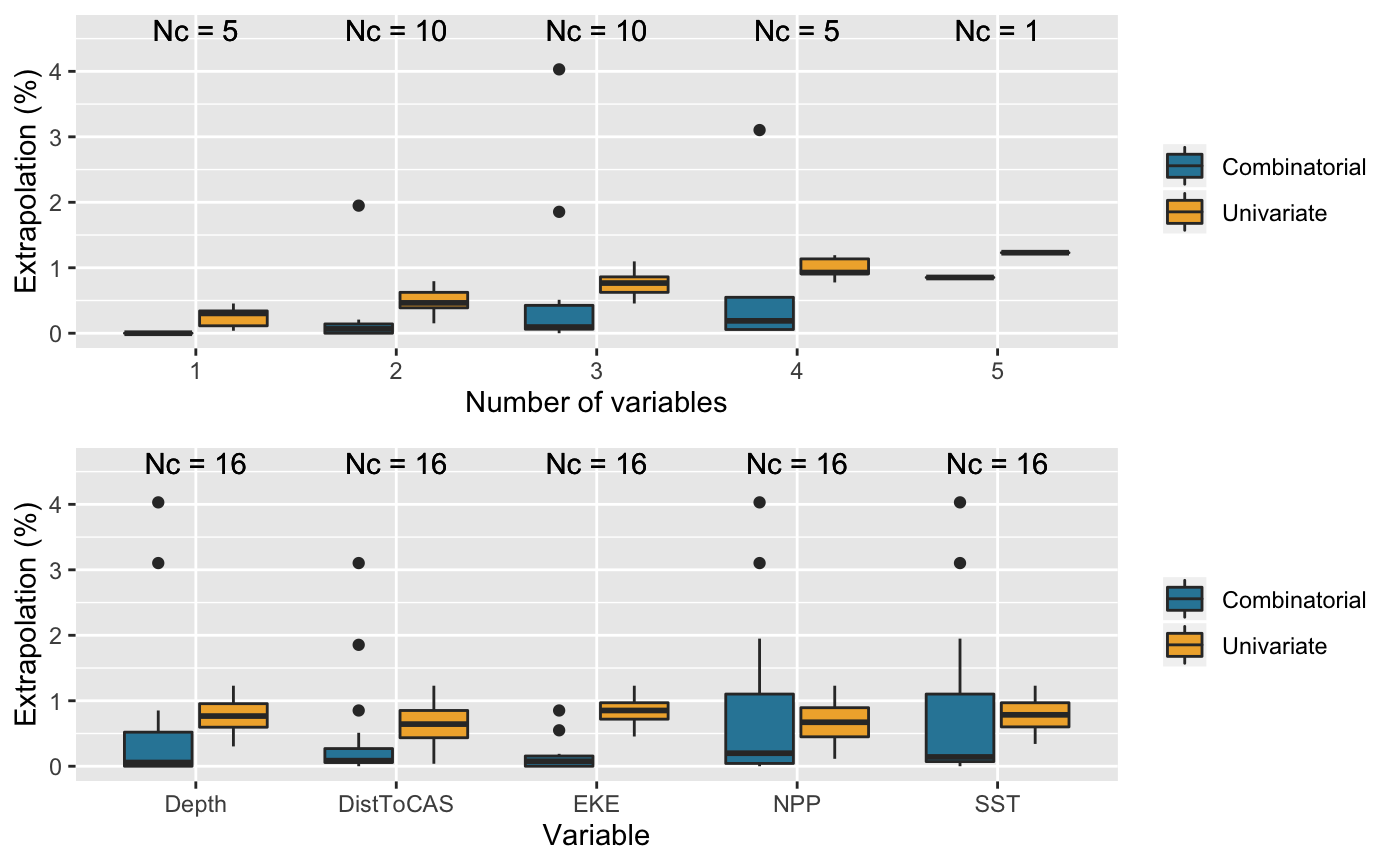 Nc = 5 Nc = 10 Nc = 10 Nc = 5 Nc = 1
Extrapolation (%)
4
3
2
1
0
1 2 3 4 5
Number of variables
Combinatorial
Univariate
Nc = 16 Nc = 16 Nc = 16 Nc = 16 Nc = 16
Extrapolation (%)
4
3
2
1
0
Depth DistToCAS EKE NPP SST
Variable
Combinatorial
Univariate